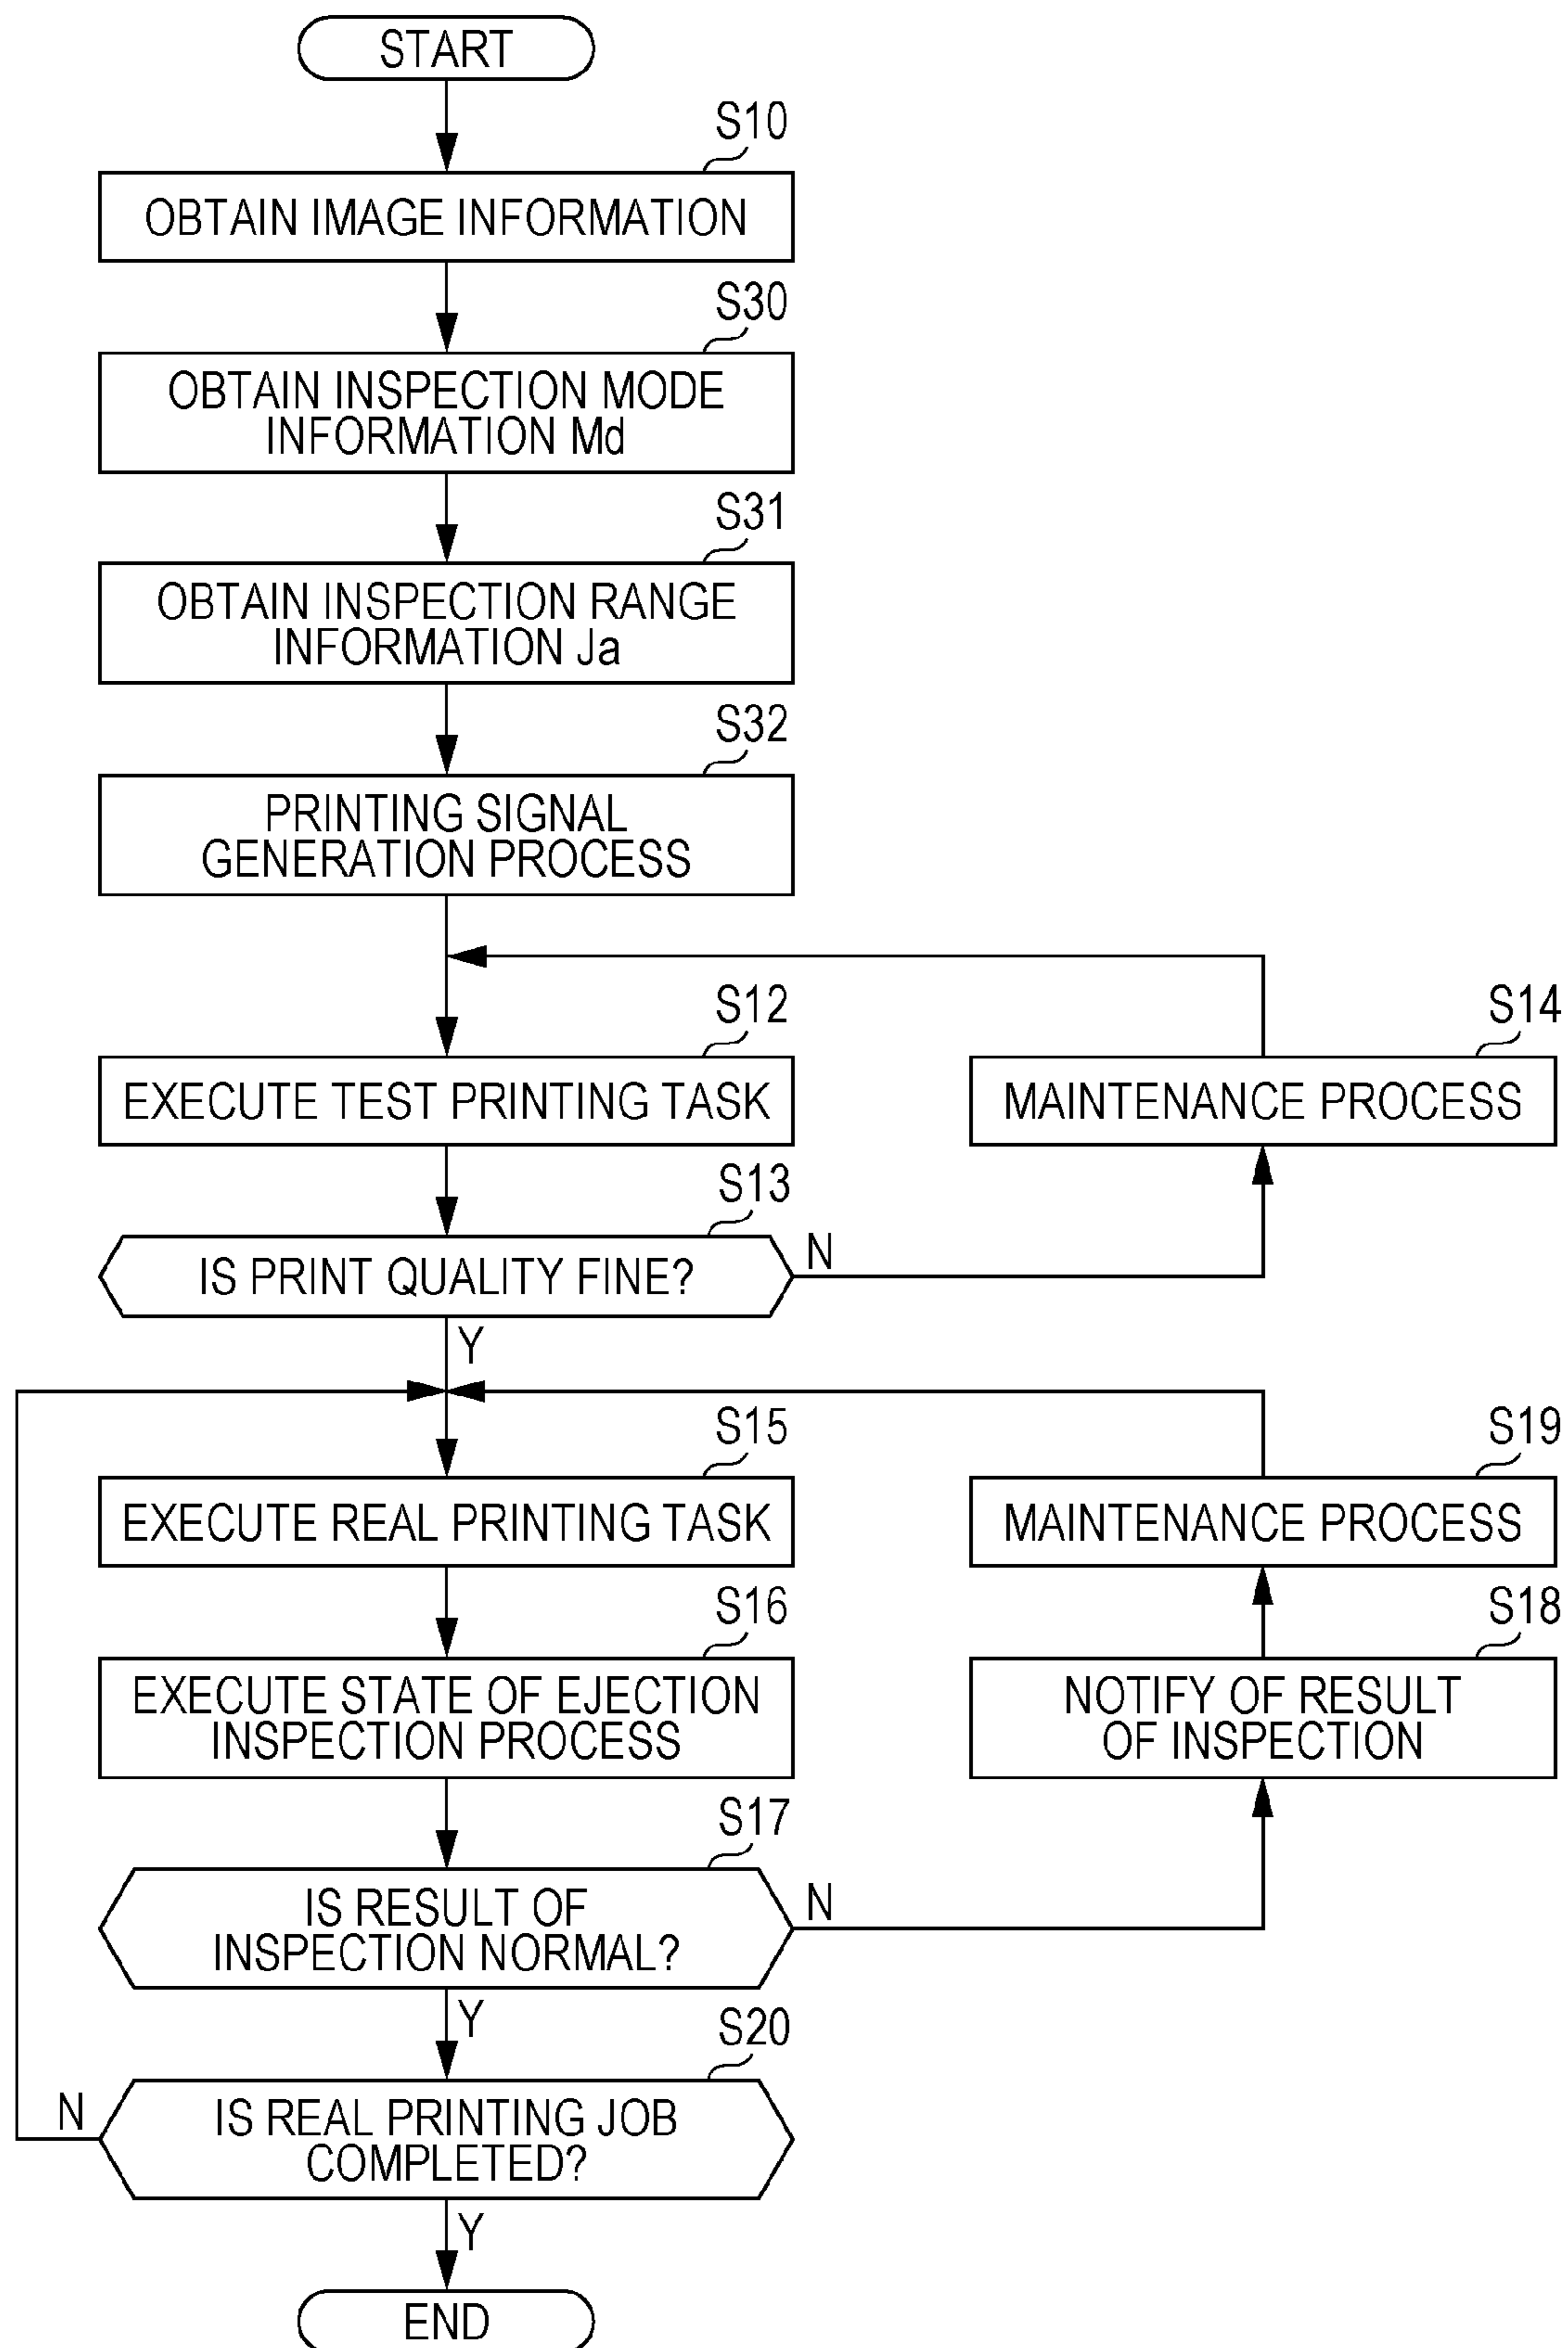 START
S10
OBTAIN IMAGE INFORMATION
S30
OBTAIN INSPECTION MODE
INFORMATION Md
S31
OBTAIN INSPECTION RANGE
INFORMATION Ja
S32
PRINTING SIGNAL
GENERATION PROCESS
S12
EXECUTE TEST PRINTING TASK
S14
MAINTENANCE PROCESS
S13
IS PRINT QUALITY FINE?
N
Y
S15
EXECUTE REAL PRINTING TASK
S19
MAINTENANCE PROCESS
S16
EXECUTE STATE OF EJECTION
INSPECTION PROCESS
S18
NOTIFY OF RESULT
OF INSPECTION
S17
IS RESULT OF
INSPECTION NORMAL?
N
Y
S20
IS REAL PRINTING JOB
COMPLETED?
N
Y
END